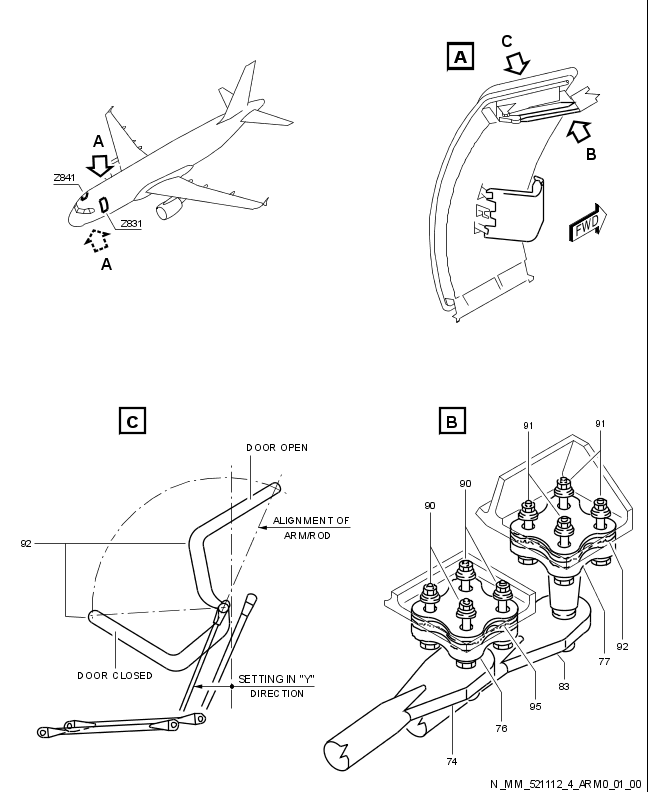 A
C
B
FWD
A
Z841
Z831
A
C
DOOR OPEN
92
ALIGNMENT OF
ARM/ROD
DOOR CLOSED
SETTING IN "Y"
DIRECTION
B
91
91
90
90
92
77
83
95
76
74
N_MM_521112_4_ARM0_01_00